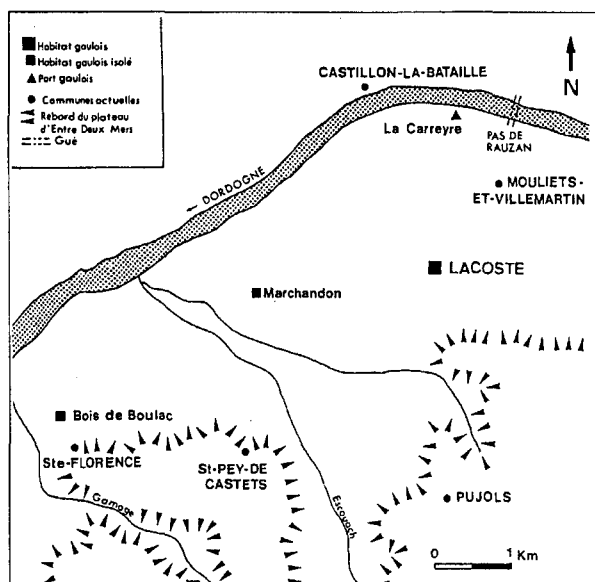 Habitat gaulois
Habitat gaulois isolé
Port gaulois
Communes actuelles
Rebord du plateau
d'Entre Deux Mers
Gué
N
CASTILLON-LA-BATAILLE
La Carreyre
PAS DE
RAUZAN
DORDOGNE
MOULIETS-
ET-VILLEMARTIN
LACOSTE
Marchandon
Bois de Boulac
Ste-FLORENCE
St-PEY-DE
CASTETS
Gamage
Escouach
PUJOLS
0 1 Km